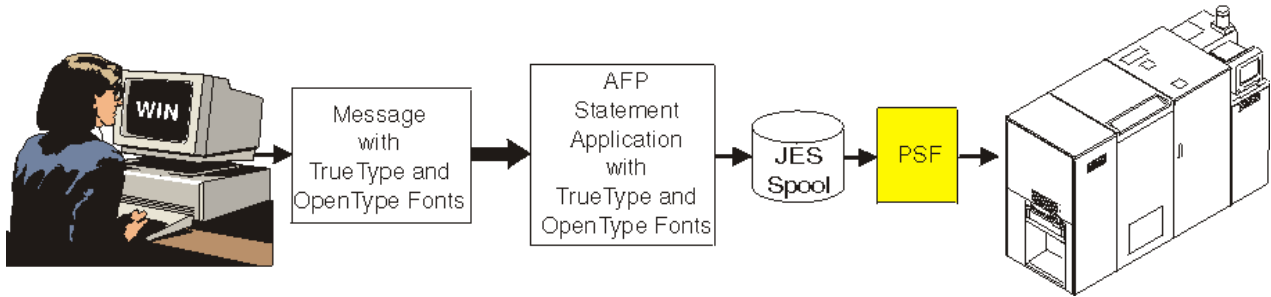 WIN
Message
with
TrueType and
OpenType Fonts
AFP
Statement
Application
with
TrueType and
OpenType Fonts
JES
Spool
PSF